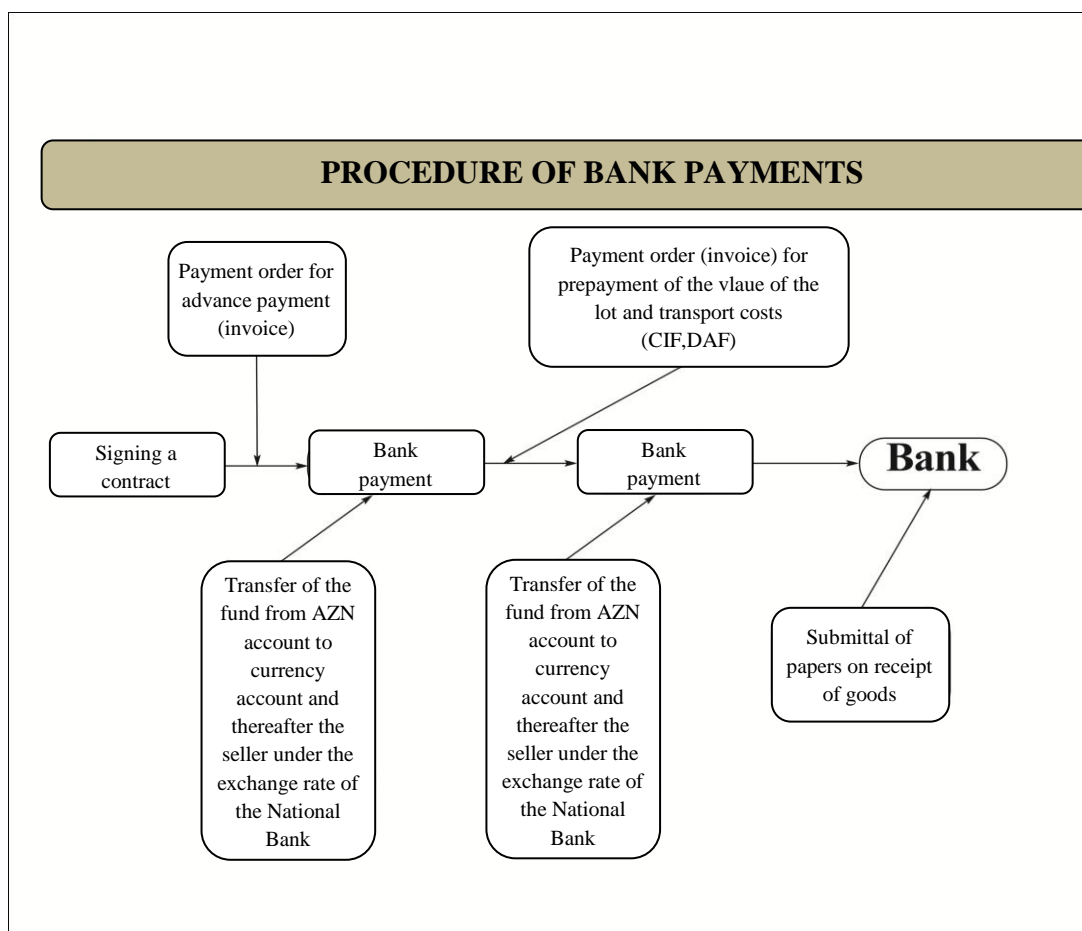 PROCEDURE OF BANK PAYMENTS
Payment order for
advance payment
(invoice)
Payment order (invoice) for
prepayment of the vlaue of the
lot and transport costs
(CIF,DAF)
Signing a
contract
Bank
payment
Bank
payment
Bank
Transfer of the
fund from AZN
account to
currency
account and
thereafter the
seller under the
exchange rate of
the National
Bank
Transfer of the
fund from AZN
account to
currency
account and
thereafter the
seller under the
exchange rate of
the National
Bank
Submittal of
papers on receipt
of goods